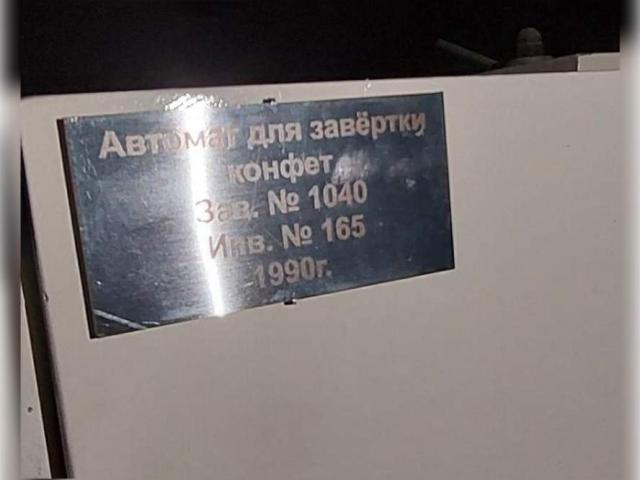 Автомат для завёртки
конфет
Зав. № 1040
Инв. № 165
1990г.